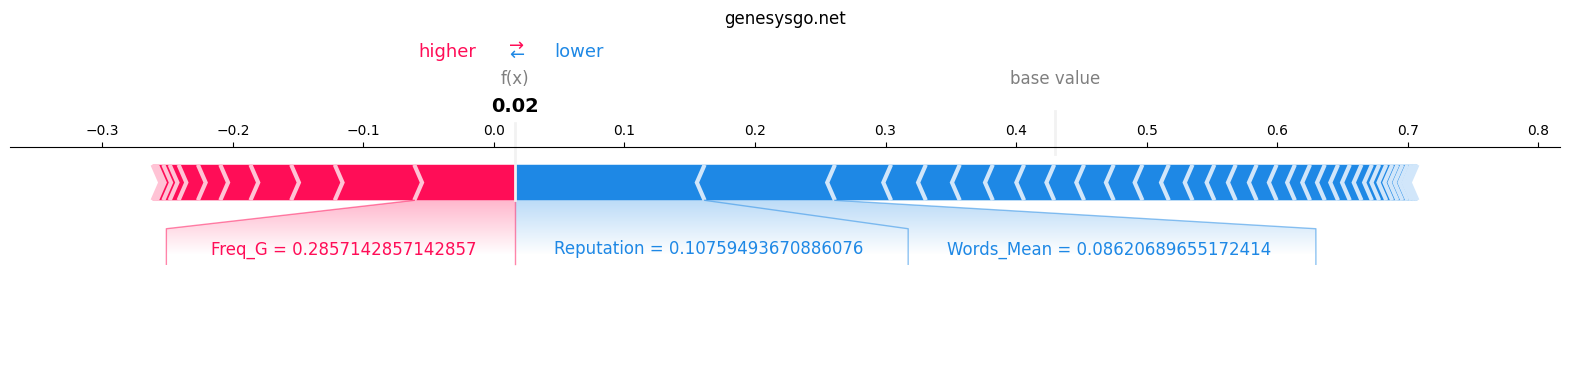 genesysgo.net
higher → ← lower
f(x) base value
0.02
−0.3 −0.2 −0.1 0.0 0.1 0.2 0.3 0.4 0.5 0.6 0.7 0.8
Freq_G = 0.2857142857142857 Reputation = 0.10759493670886076 Words_Mean = 0.08620689655172414